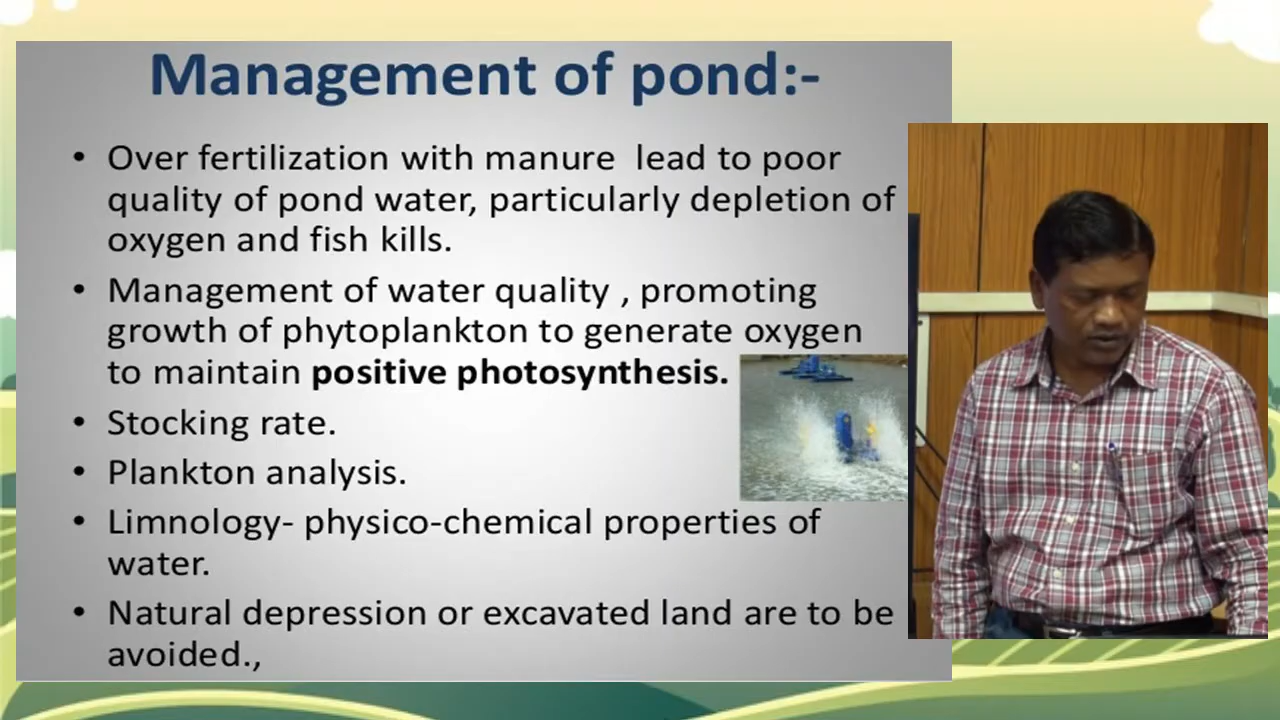 Management of pond:-
• Over fertilization with manure lead to poor
quality of pond water, particularly depletion of
oxygen and fish kills.
• Management of water quality , promoting
growth of phytoplankton to generate oxygen
to maintain positive photosynthesis.
• Stocking rate.
• Plankton analysis.
• Limnology- physico-chemical properties of
water.
• Natural depression or excavated land are to be
avoided.,